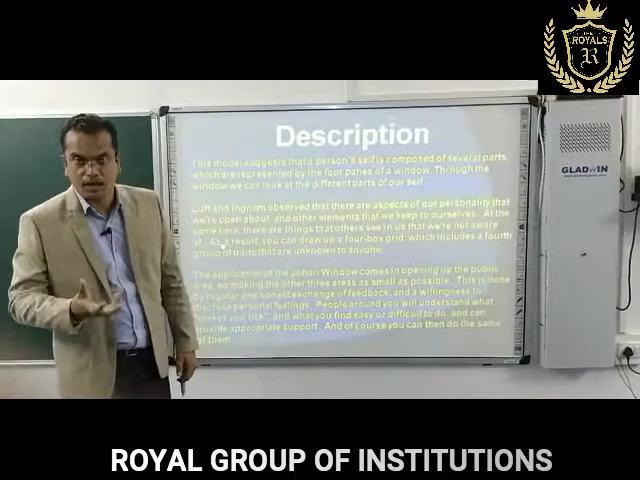 THE
ROYALS
R
Description
This model suggests that a person's self is composed of several parts,
which are represented by the four panes of a window. Through the
window we can look at the different parts of our self
Luft and Ingham observed that there are aspects of our personality that
we're open about, and other elements that we keep to ourselves. At the
same time, there are things that others see in us that we're not aware
of. As a result, you can draw up a four-box grid, which includes a fourth
group of traits that are unknown to anyone.
The application of the Johari Window comes in opening up the public
area, so making the other three areas as small as possible. This is done
by regular and honest exchange of feedback, and a willingness to
disclose personal feelings. People around you will understand what
"makes you tick", and what you find easy or difficult to do, and can
provide appropriate support. And of course you can then do the same
of them.
GLADWIN
ROYAL GROUP OF INSTITUTIONS